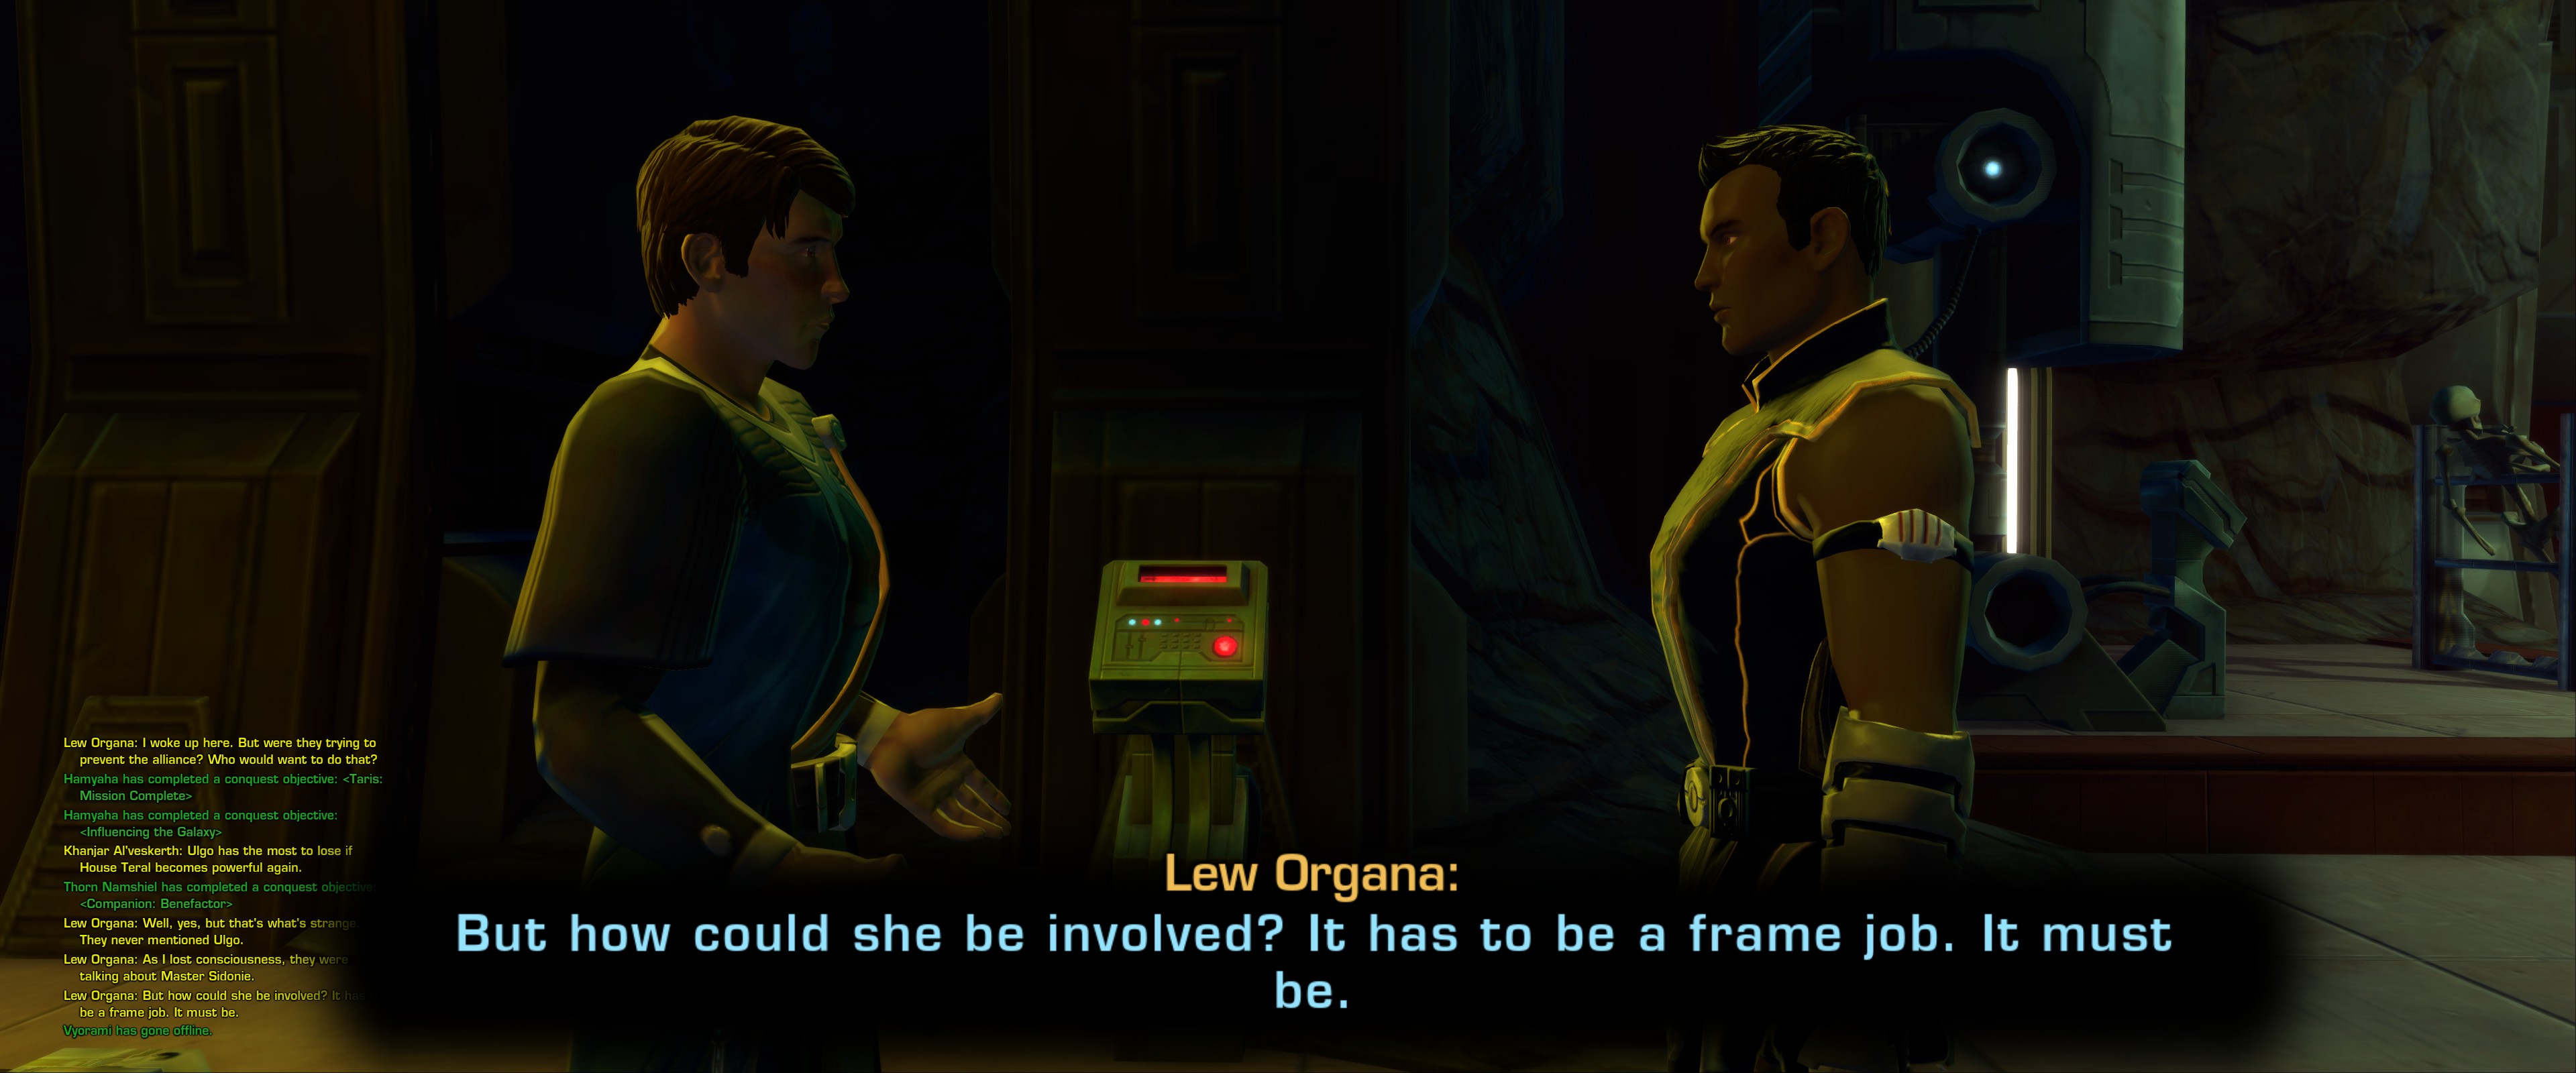 Lew Organa: I woke up here. But were they trying to
prevent the alliance? Who would want to do that?
Hamyaha has completed a conquest objective: <Taris:
Mission Complete>
Hamyaha has completed a conquest objective:
<Influencing the Galaxy>
Khanjar Al'veskerth: Ulgo has the most to lose if
House Teral becomes powerful again.
Thorn Namshiel has completed a conquest objective:
<Companion: Benefactor>
Lew Organa: Well, yes, but that's what's strange.
They never mentioned Ulgo.
Lew Organa: As I lost consciousness, they were
talking about Master Sidonie.
Lew Organa: But how could she be involved? It has to
be a frame job. It must be.
Vyorami has gone offline.
Lew Organa:
But how could she be involved? It has to be a frame job. It must
be.